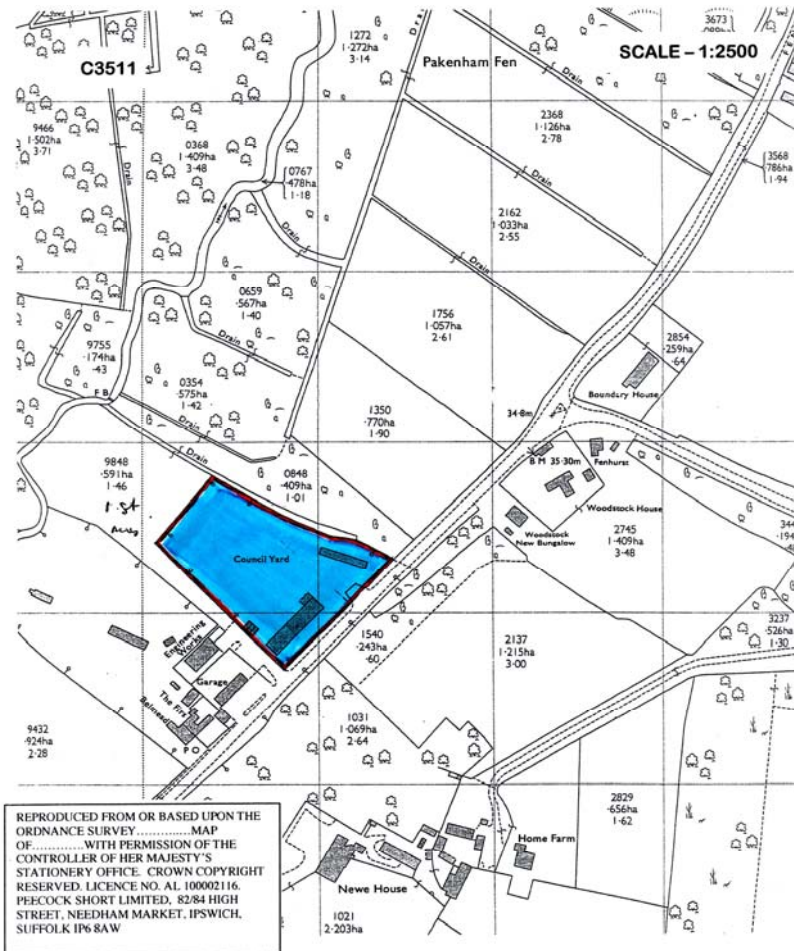 C3511
SCALE – 1:2500
Pakenham Fen
1272
1·272ha
3·14
Drain
3673
Drain
9466
1·502ha
3·71
Drain
0368
1·409ha
3·48
0767
·478ha
1·18
2368
1·126ha
2·78
3568
·786ha
1·94
Drain
2162
1·033ha
2·55
Drain
Drain
0659
·567ha
1·40
Drain
1756
1·057ha
2·61
9755
·174ha
·43
F B
0354
·575ha
1·42
Drain
2854
·259ha
·64
Boundary House
1350
·770ha
1·90
34·8m
B M 35·30m
Fenhurst
Drain
9848
·591ha
1·46
0848
·409ha
1·01
Woodstock House
Woodstock
New Bungalow
2745
1·409ha
3·48
344
·194
Council Yard
Engineering
Works
Garage
The Firs
P O
1540
·243ha
·60
2137
1·215ha
3·00
3237
·526ha
1·30
9432
·924ha
2·28
1031
1·069ha
2·64
2829
·656ha
1·62
Home Farm
Newe House
1021
2·203ha
REPRODUCED FROM OR BASED UPON THE
ORDNANCE SURVEY..............MAP
OF............WITH PERMISSION OF THE
CONTROLLER OF HER MAJESTY'S
STATIONERY OFFICE. CROWN COPYRIGHT
RESERVED. LICENCE NO. AL 100002116.
PEECOCK SHORT LIMITED, 82/84 HIGH
STREET, NEEDHAM MARKET, IPSWICH,
SUFFOLK IP6 8AW